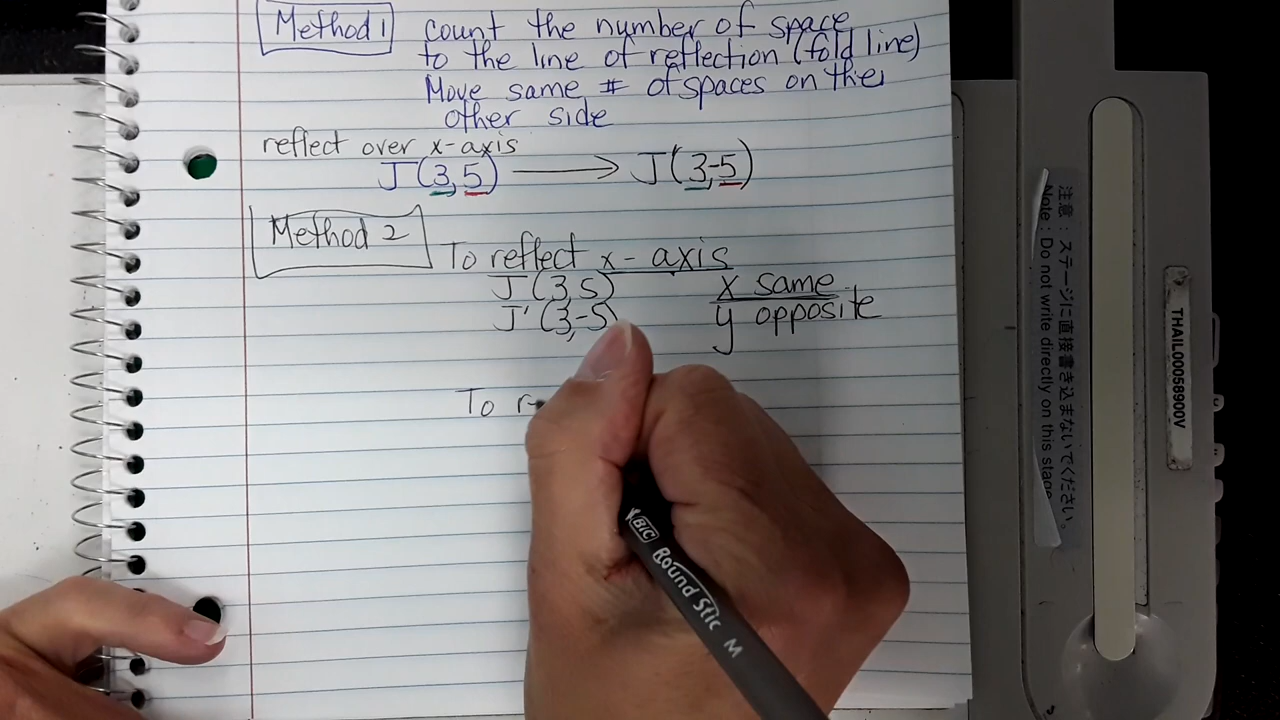 Method 1
count the number of space
to the line of reflection (fold line)
Move same # of spaces on the
other side
reflect over x-axis
J(3,5) → J'(3,-5)
Method 2
To reflect x-axis
J(3,5) x same
J'(3,-5) y opposite
To r
BIC Round Stic M
注意:ステージに直接書き込まないでください。
Note : Do not write directly on this stage.
THAIL00058900V